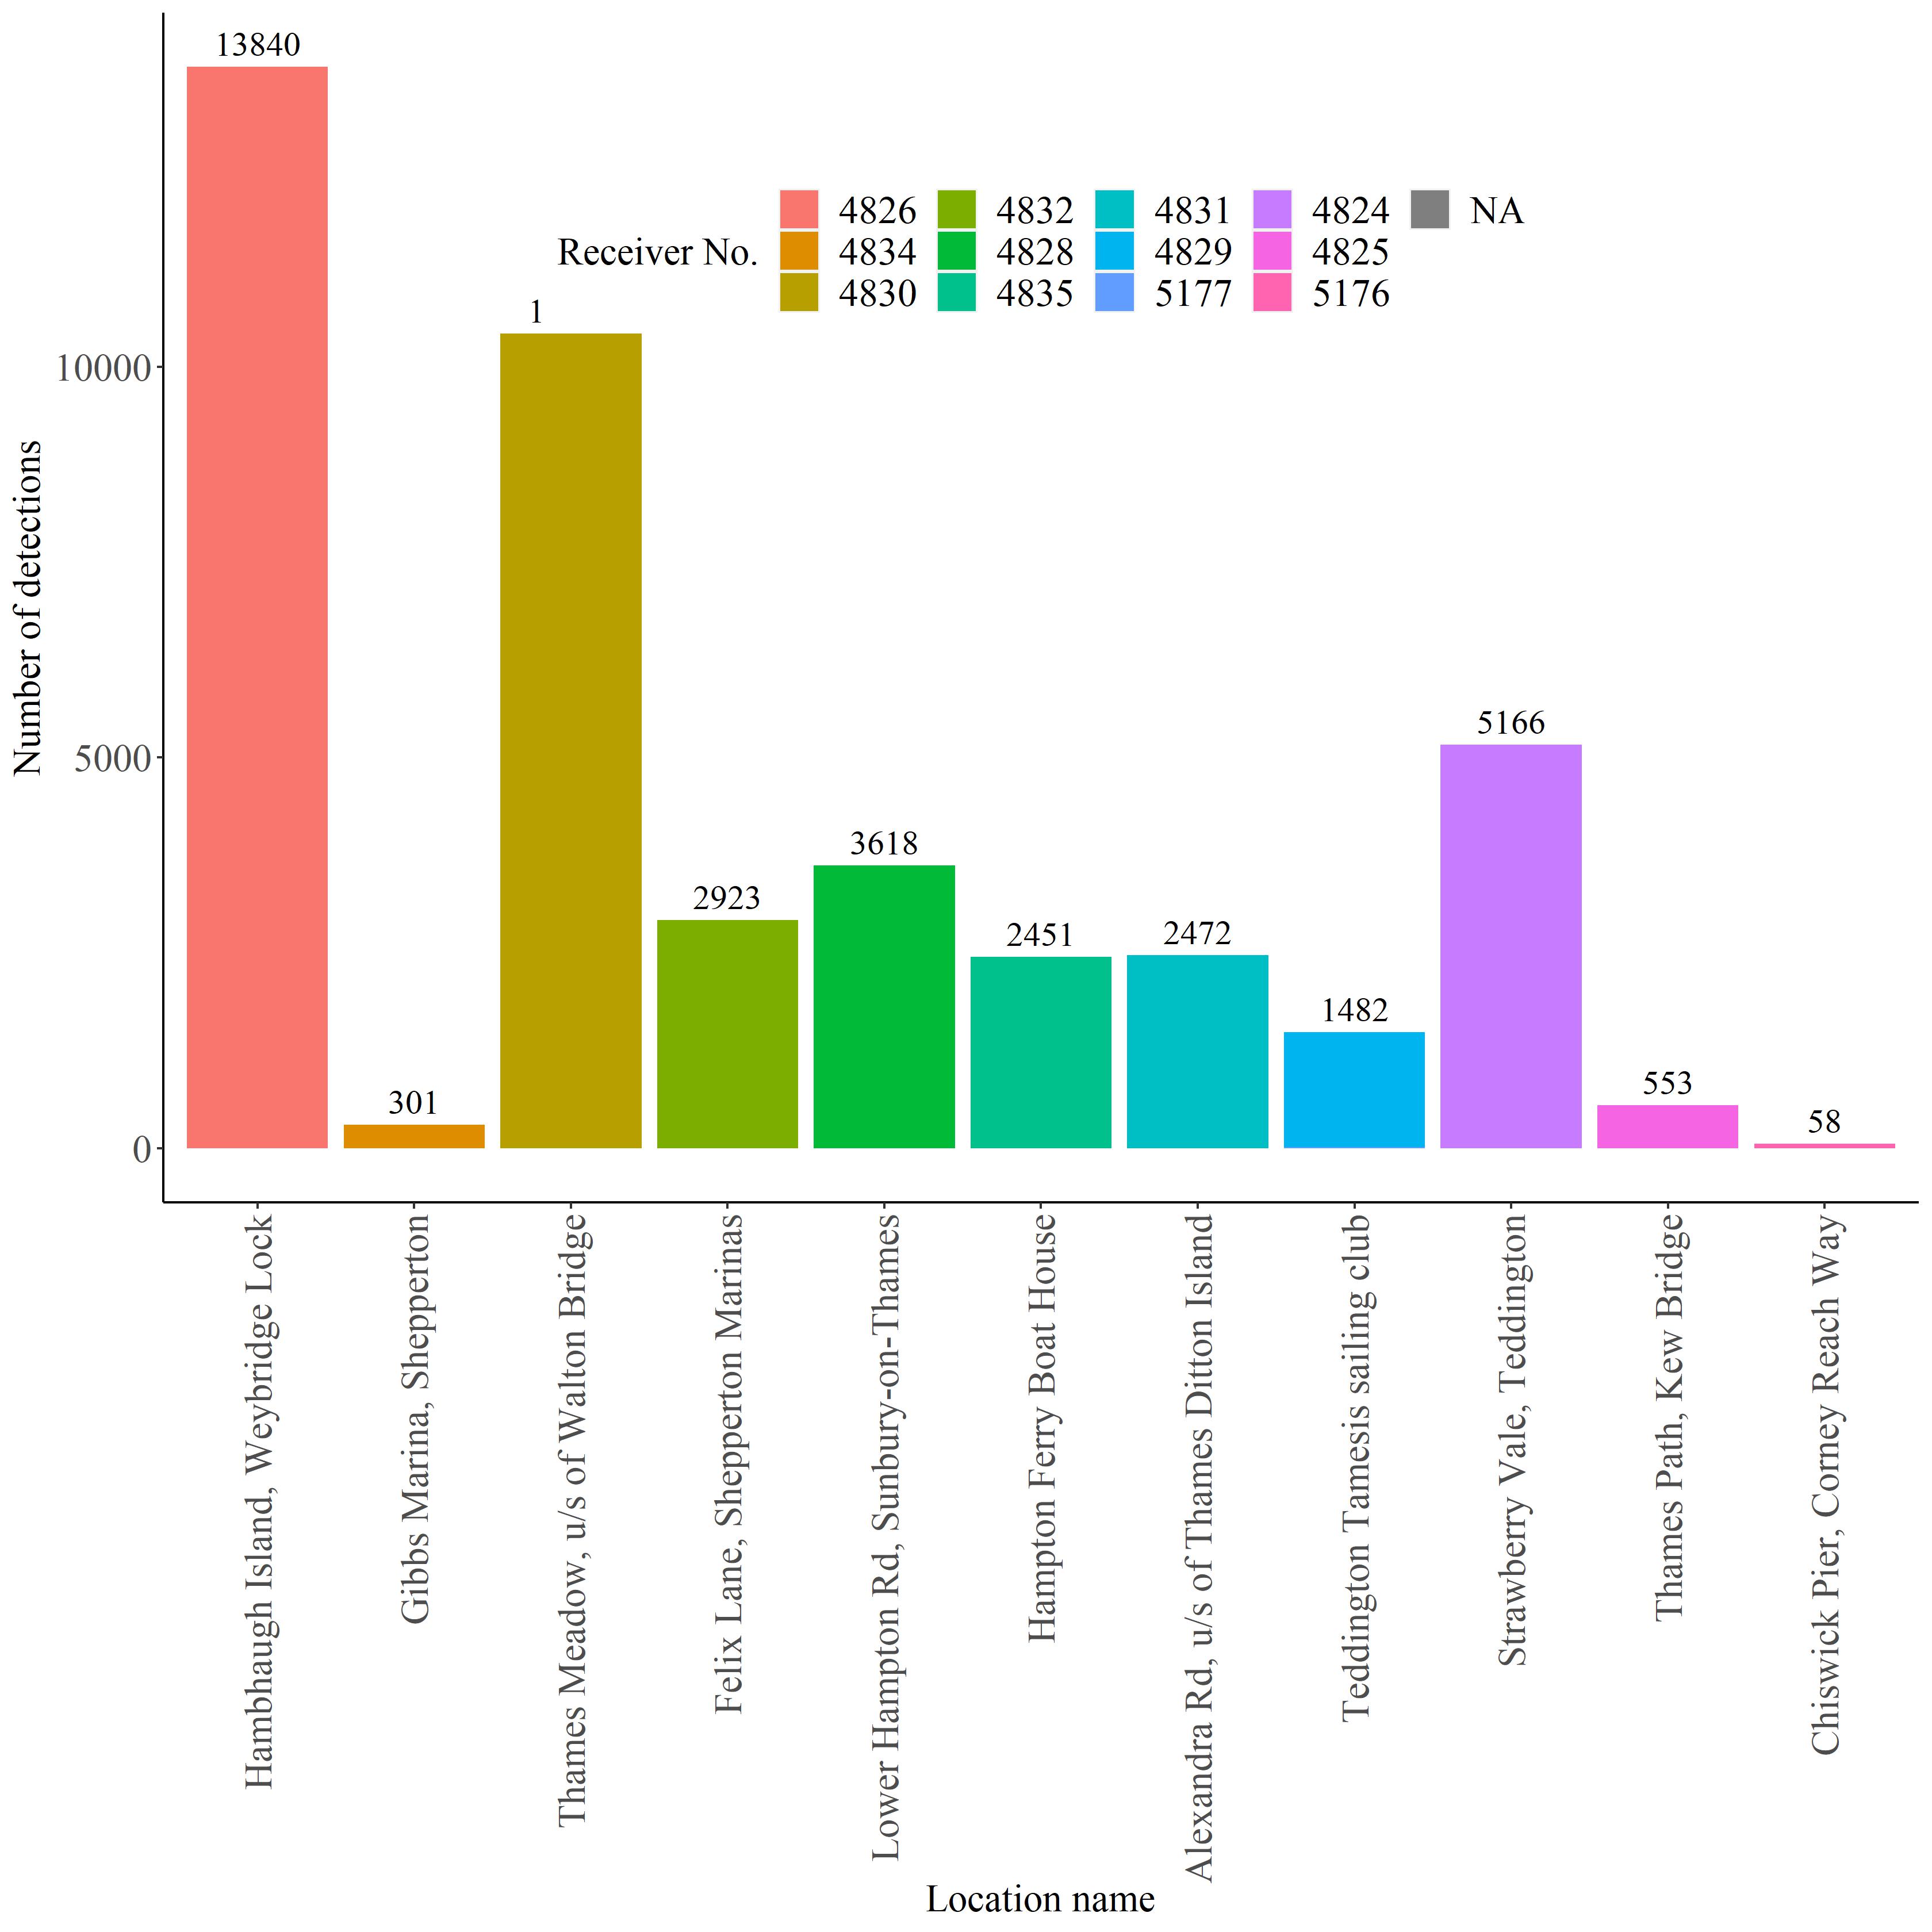 13840
4826 4832 4831 4824 NA
Receiver No. 4834 4828 4829 4825
4830 4835 5177 5176
1
10000
Number of detections
5000
5166
3618
2923
2451
2472
1482
301
553
58
0
Hambhaugh Island, Weybridge Lock
Gibbs Marina, Shepperton
Thames Meadow, u/s of Walton Bridge
Felix Lane, Shepperton Marinas
Lower Hampton Rd, Sunbury-on-Thames
Hampton Ferry Boat House
Alexandra Rd, u/s of Thames Ditton Island
Teddington Tamesis sailing club
Strawberry Vale, Teddington
Thames Path, Kew Bridge
Chiswick Pier, Corney Reach Way
Location name